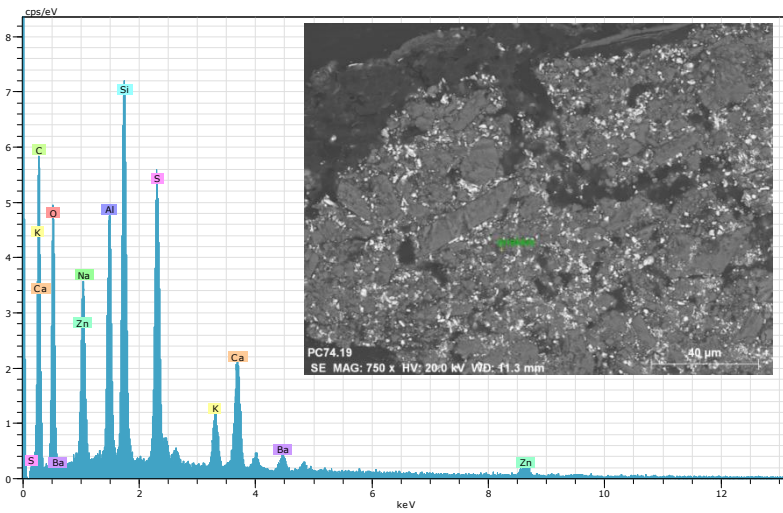 cps/eV
8
7
6
5
4
3
2
1
0
Si
C
S
O
Al
K
Na
Ca
Zn
Ca
K
Ba
S
Ba
Zn
0 2 4 6 8 10 12
keV
PC74.19
40 µm
SE MAG: 750 x HV: 20.0 kV WD: 11.3 mm